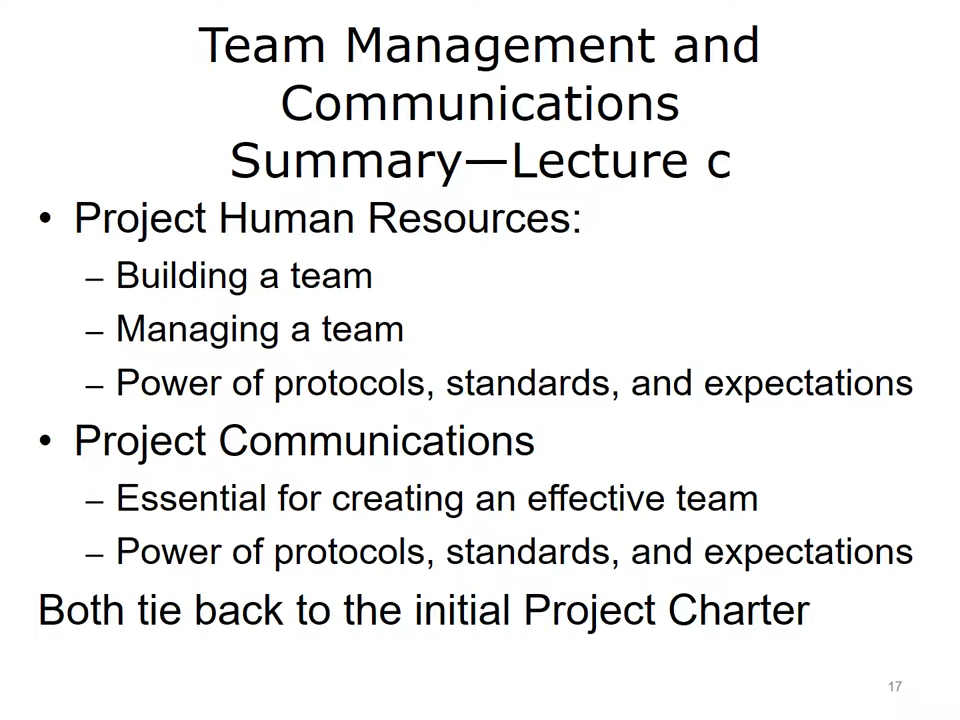 Team Management and
Communications
Summary—Lecture c
• Project Human Resources:
– Building a team
– Managing a team
– Power of protocols, standards, and expectations
• Project Communications
– Essential for creating an effective team
– Power of protocols, standards, and expectations
Both tie back to the initial Project Charter
17